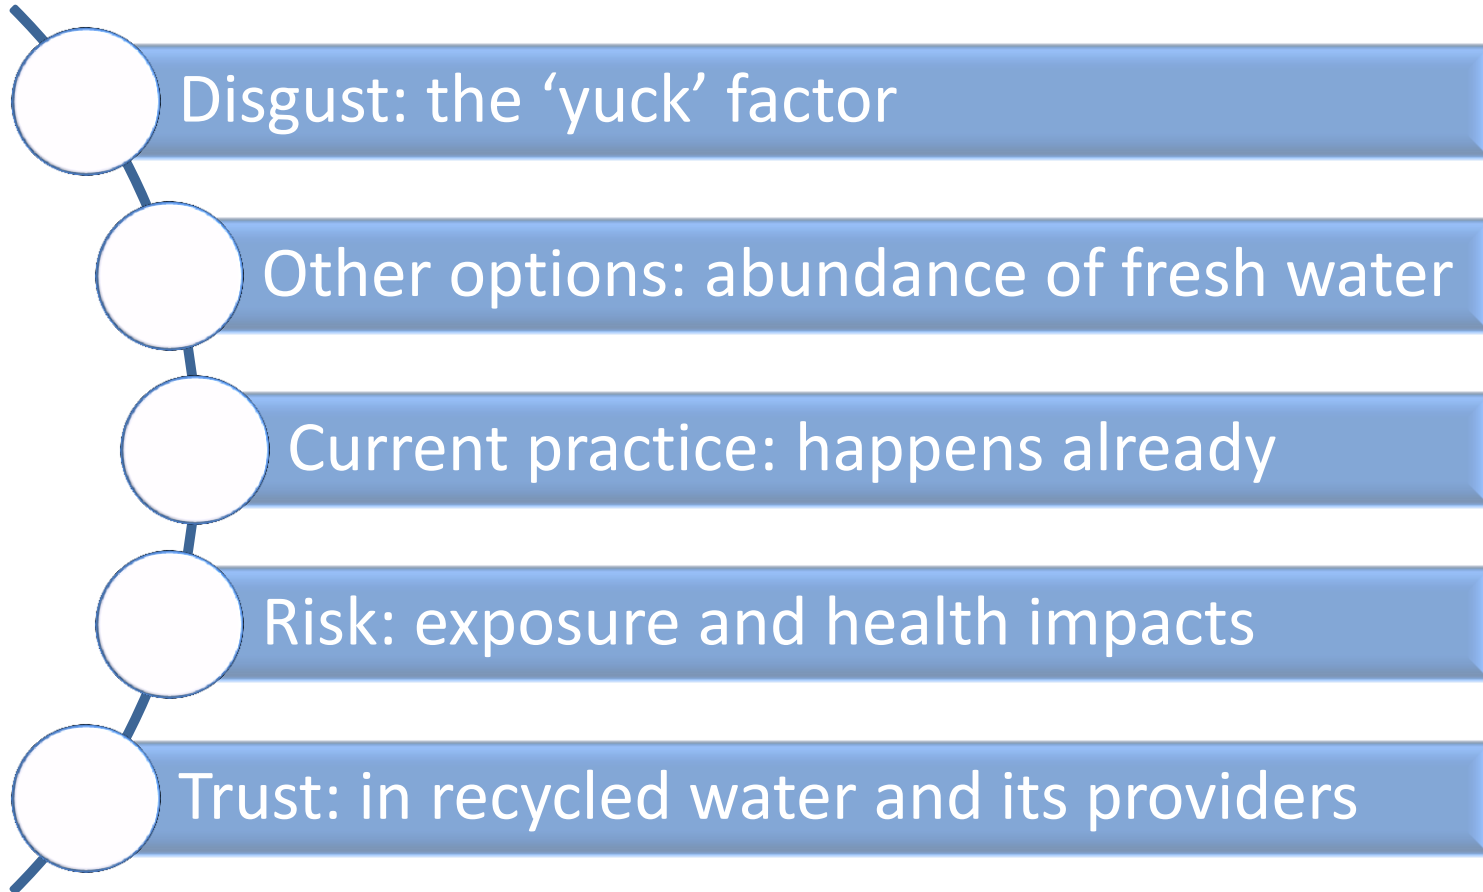 Disgust: the ‘yuck’ factor
Other options: abundance of fresh water
Current practice: happens already
Risk: exposure and health impacts
Trust: in recycled water and its providers